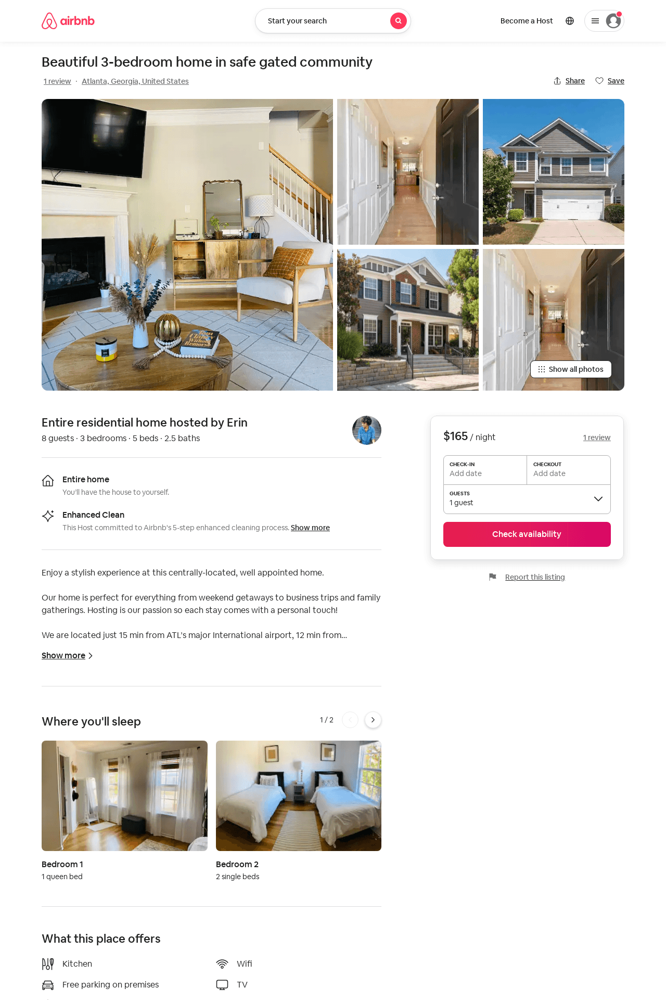 airbnb
Start your search
Become a Host
Beautiful 3-bedroom home in safe gated community
1 review · Atlanta, Georgia, United States
Share
Save
Tom Clancy
Without
Remorse
Show all photos
Entire residential home hosted by Erin
8 guests · 3 bedrooms · 5 beds · 2.5 baths
Entire home
You’ll have the house to yourself.
Enhanced Clean
This Host committed to Airbnb's 5-step enhanced cleaning process. Show more
Enjoy a stylish experience at this centrally-located, well appointed home.
Our home is perfect for everything from weekend getaways to business trips and family
gatherings. Hosting is our passion so each stay comes with a personal touch!
We are located just 15 min from ATL’s major International airport, 12 min from…
Show more
$165 / night
1 review
CHECK-IN
Add date
CHECKOUT
Add date
GUESTS
1 guest
Check availability
Report this listing
Where you'll sleep
1 / 2
Bedroom 1
1 queen bed
Bedroom 2
2 single beds
What this place offers
Kitchen
Wifi
Free parking on premises
TV